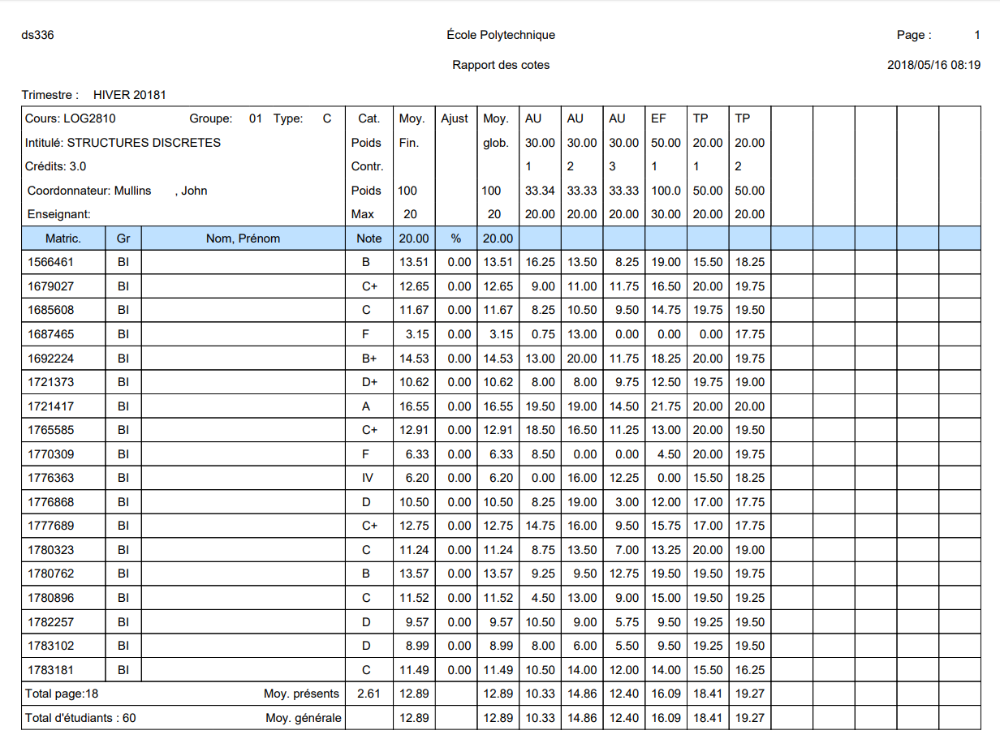 ds336 École Polytechnique Page : 1
Rapport des cotes 2018/05/16 08:19
Trimestre : HIVER 20181
Cours: LOG2810 Groupe: 01 Type: C Cat. Moy. Ajust Moy. AU AU AU EF TP TP
Intitulé: STRUCTURES DISCRETES Poids Fin. glob. 30.00 30.00 30.00 50.00 20.00 20.00
Crédits: 3.0 Contr. 1 2 3 1 1 2
Coordonnateur: Mullins , John Poids 100 100 33.34 33.33 33.33 100.0 50.00 50.00
Enseignant: Max 20 20 20.00 20.00 20.00 30.00 20.00 20.00
Matric. Gr Nom, Prénom Note 20.00 % 20.00
1566461 BI B 13.51 0.00 13.51 16.25 13.50 8.25 19.00 15.50 18.25
1679027 BI C+ 12.65 0.00 12.65 9.00 11.00 11.75 16.50 20.00 19.75
1685608 BI C 11.67 0.00 11.67 8.25 10.50 9.50 14.75 19.75 19.50
1687465 BI F 3.15 0.00 3.15 0.75 13.00 0.00 0.00 0.00 17.75
1692224 BI B+ 14.53 0.00 14.53 13.00 20.00 11.75 18.25 20.00 19.75
1721373 BI D+ 10.62 0.00 10.62 8.00 8.00 9.75 12.50 19.75 19.00
1721417 BI A 16.55 0.00 16.55 19.50 19.00 14.50 21.75 20.00 20.00
1765585 BI C+ 12.91 0.00 12.91 18.50 16.50 11.25 13.00 20.00 19.50
1770309 BI F 6.33 0.00 6.33 8.50 0.00 0.00 4.50 20.00 19.75
1776363 BI IV 6.20 0.00 6.20 0.00 16.00 12.25 0.00 15.50 18.25
1776868 BI D 10.50 0.00 10.50 8.25 19.00 3.00 12.00 17.00 17.75
1777689 BI C+ 12.75 0.00 12.75 14.75 16.00 9.50 15.75 17.00 17.75
1780323 BI C 11.24 0.00 11.24 8.75 13.50 7.00 13.25 20.00 19.00
1780762 BI B 13.57 0.00 13.57 9.25 9.50 12.75 19.50 19.50 19.75
1780896 BI C 11.52 0.00 11.52 4.50 13.00 9.00 15.00 19.50 19.25
1782257 BI D 9.57 0.00 9.57 10.50 9.00 5.75 9.50 19.25 19.50
1783102 BI D 8.99 0.00 8.99 8.00 6.00 5.50 9.50 19.25 19.50
1783181 BI C 11.49 0.00 11.49 10.50 14.00 12.00 14.00 15.50 16.25
Total page:18 Moy. présents 2.61 12.89 12.89 10.33 14.86 12.40 16.09 18.41 19.27
Total d'étudiants : 60 Moy. générale 12.89 12.89 10.33 14.86 12.40 16.09 18.41 19.27